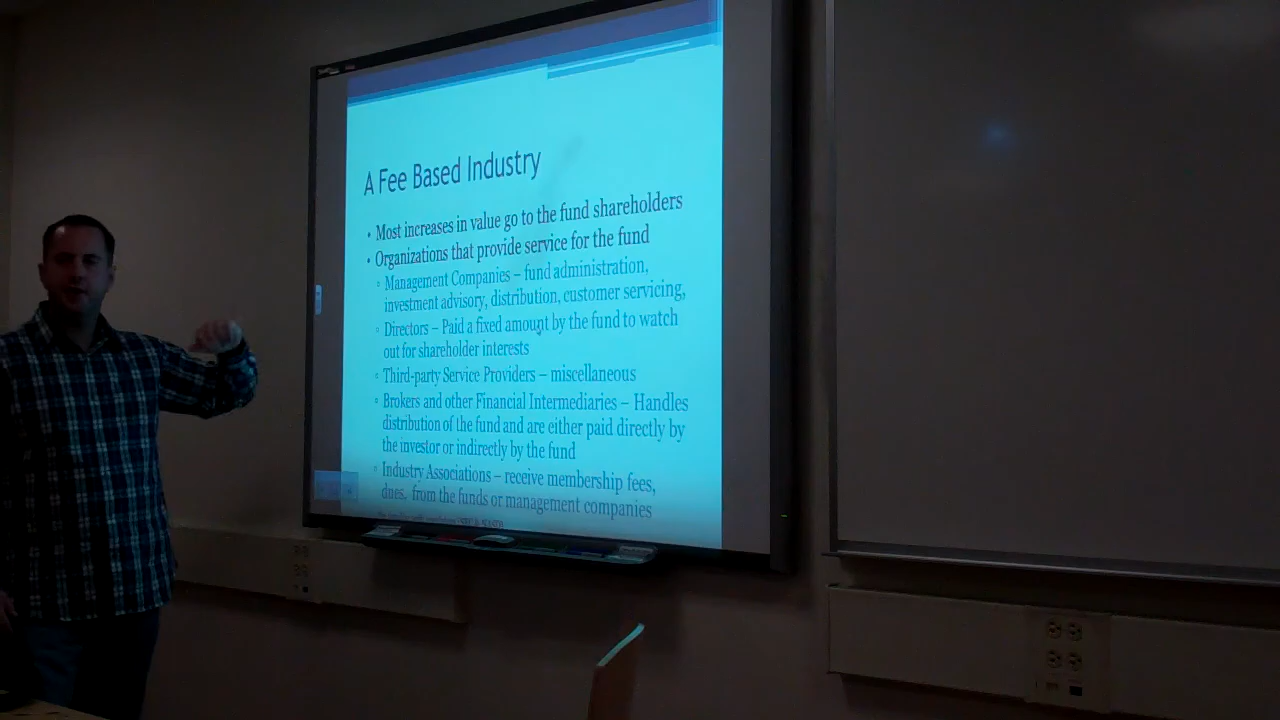 A Fee Based Industry
• Most increases in value go to the fund shareholders
• Organizations that provide service for the fund
▫ Management Companies – fund administration,
investment advisory, distribution, customer servicing,
▫ Directors – Paid a fixed amount by the fund to watch
out for shareholder interests
▫ Third-party Service Providers – miscellaneous
▫ Brokers and other Financial Intermediaries – Handles
distribution of the fund and are either paid directly by
the investor or indirectly by the fund
▫ Industry Associations – receive membership fees,
dues, from the funds or management companies